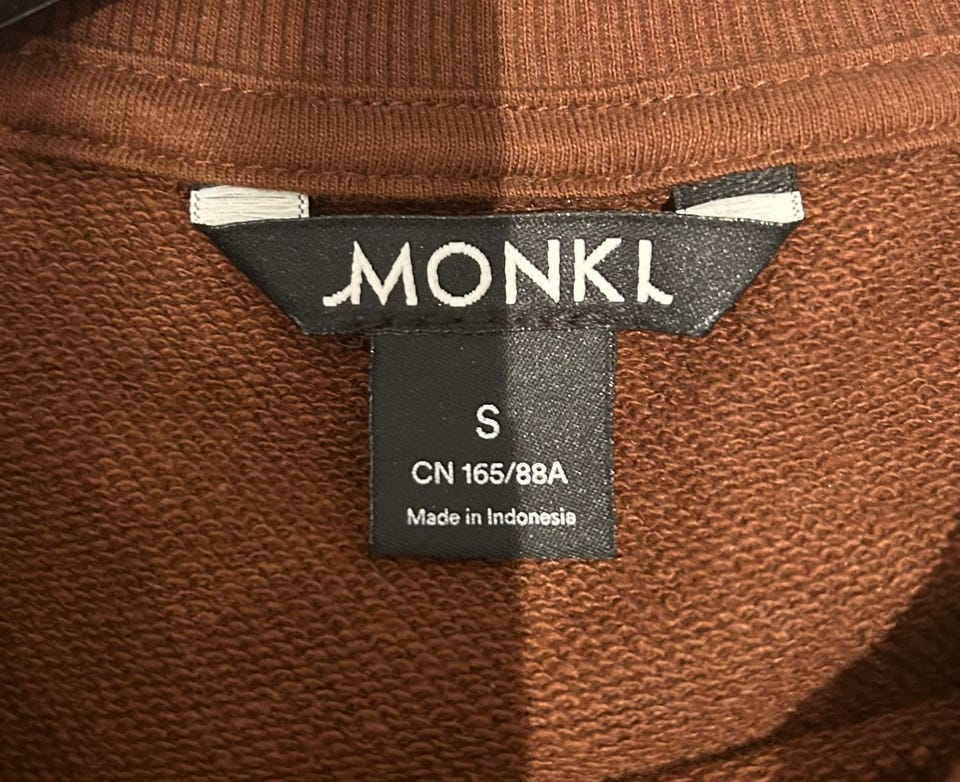 MONKI
S
CN 165/88A
Made in Indonesia